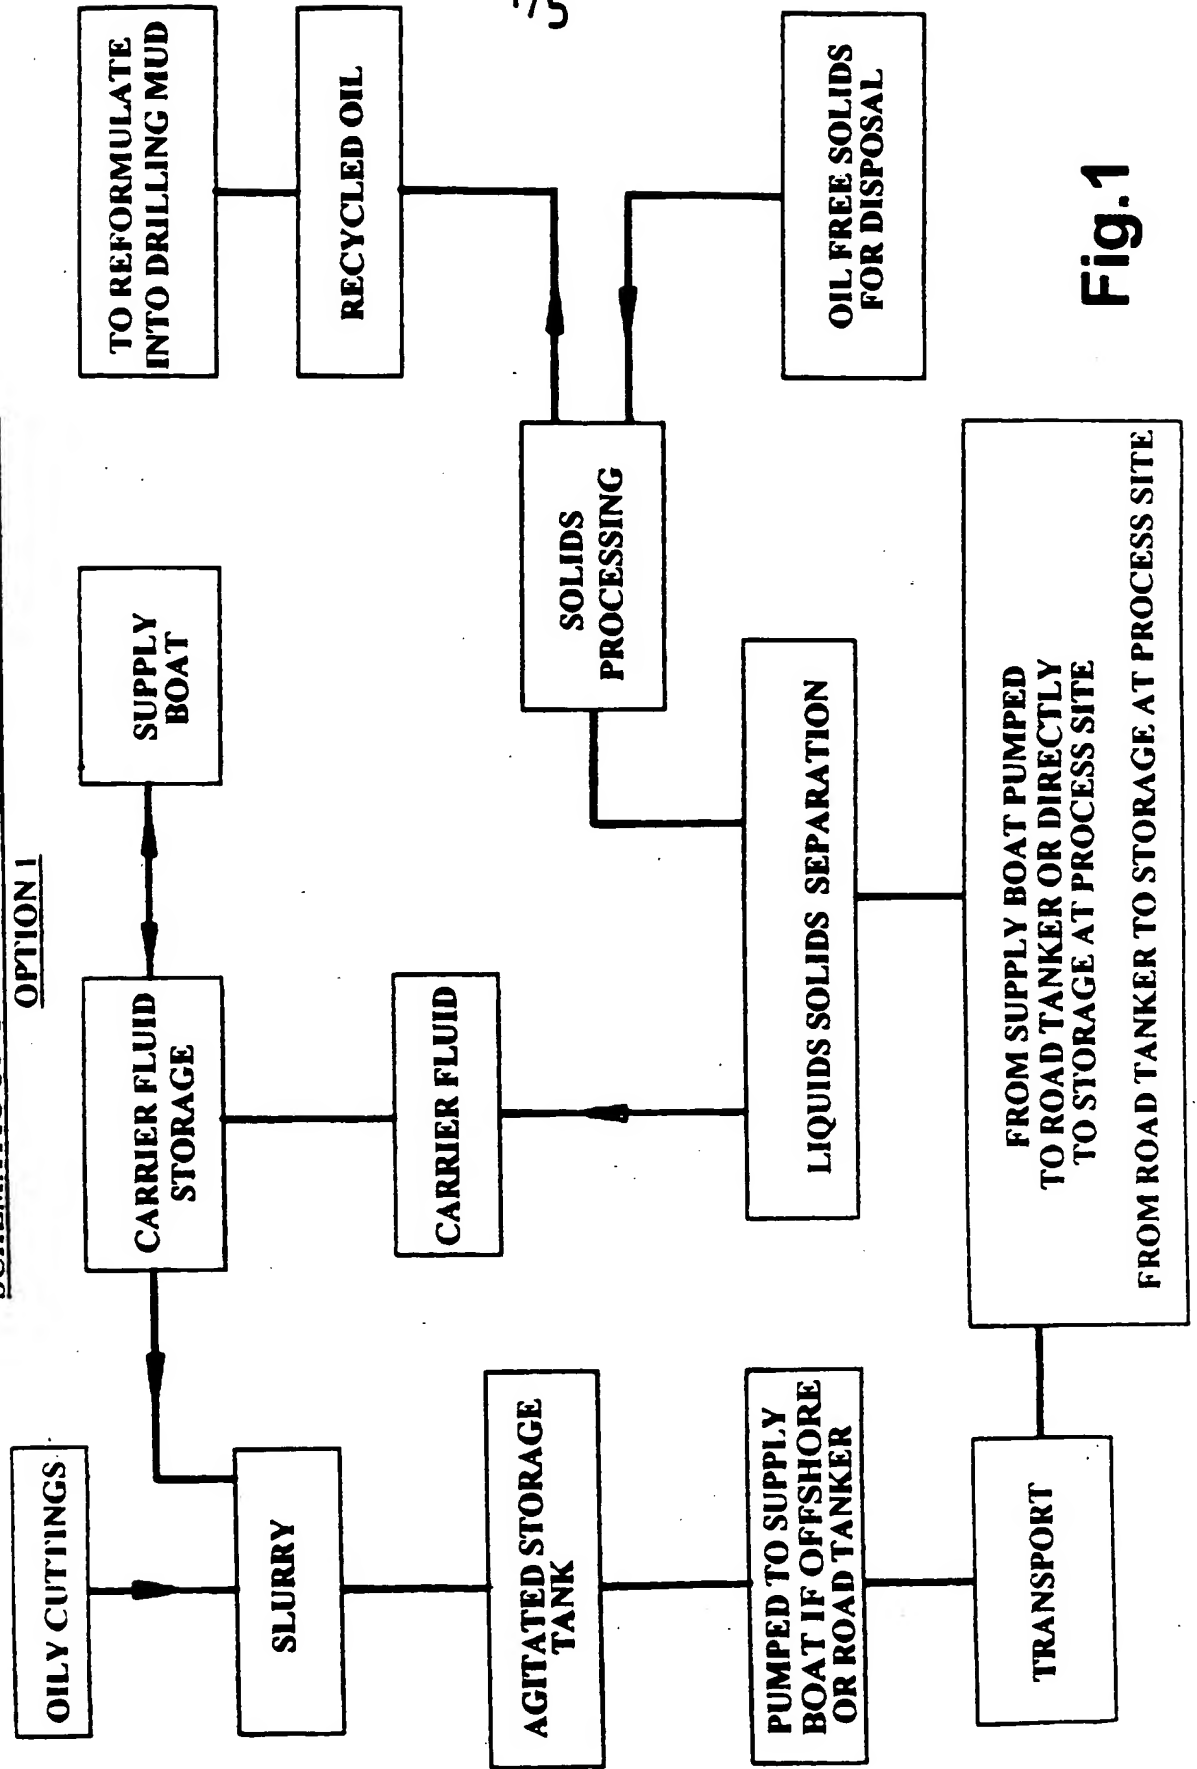 1/5
OPTION 1
OILY CUTTINGS
SLURRY
AGITATED STORAGE
TANK
PUMPED TO SUPPLY
BOAT IF OFFSHORE
OR ROAD TANKER
TRANSPORT
CARRIER FLUID
STORAGE
CARRIER FLUID
LIQUIDS SOLIDS SEPARATION
FROM SUPPLY BOAT PUMPED
TO ROAD TANKER OR DIRECTLY
TO STORAGE AT PROCESS SITE
FROM ROAD TANKER TO STORAGE AT PROCESS SITE
SUPPLY
BOAT
SOLIDS
PROCESSING
TO REFORMULATE
INTO DRILLING MUD
RECYCLED OIL
OIL FREE SOLIDS
FOR DISPOSAL
Fig.1